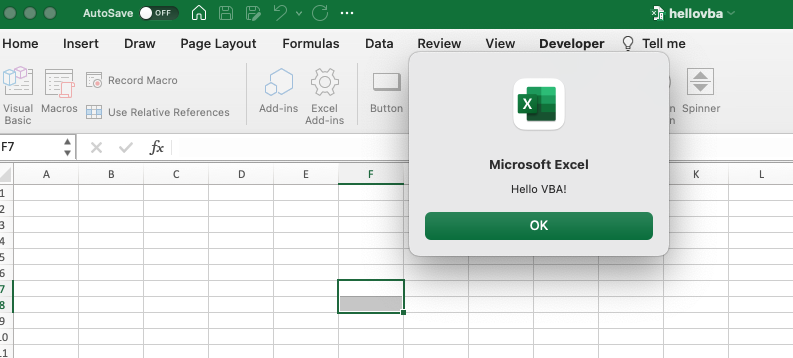 AutoSave OFF hellovba
Home Insert Draw Page Layout Formulas Data Review View Developer Tell me
Record Macro
Visual Basic Macros Use Relative References Add-ins Excel Add-ins Button Spinner
F7 fx
A B C D E F K L
X
Microsoft Excel
Hello VBA!
OK
1
2
3
4
5
6
7
8
9
10
11